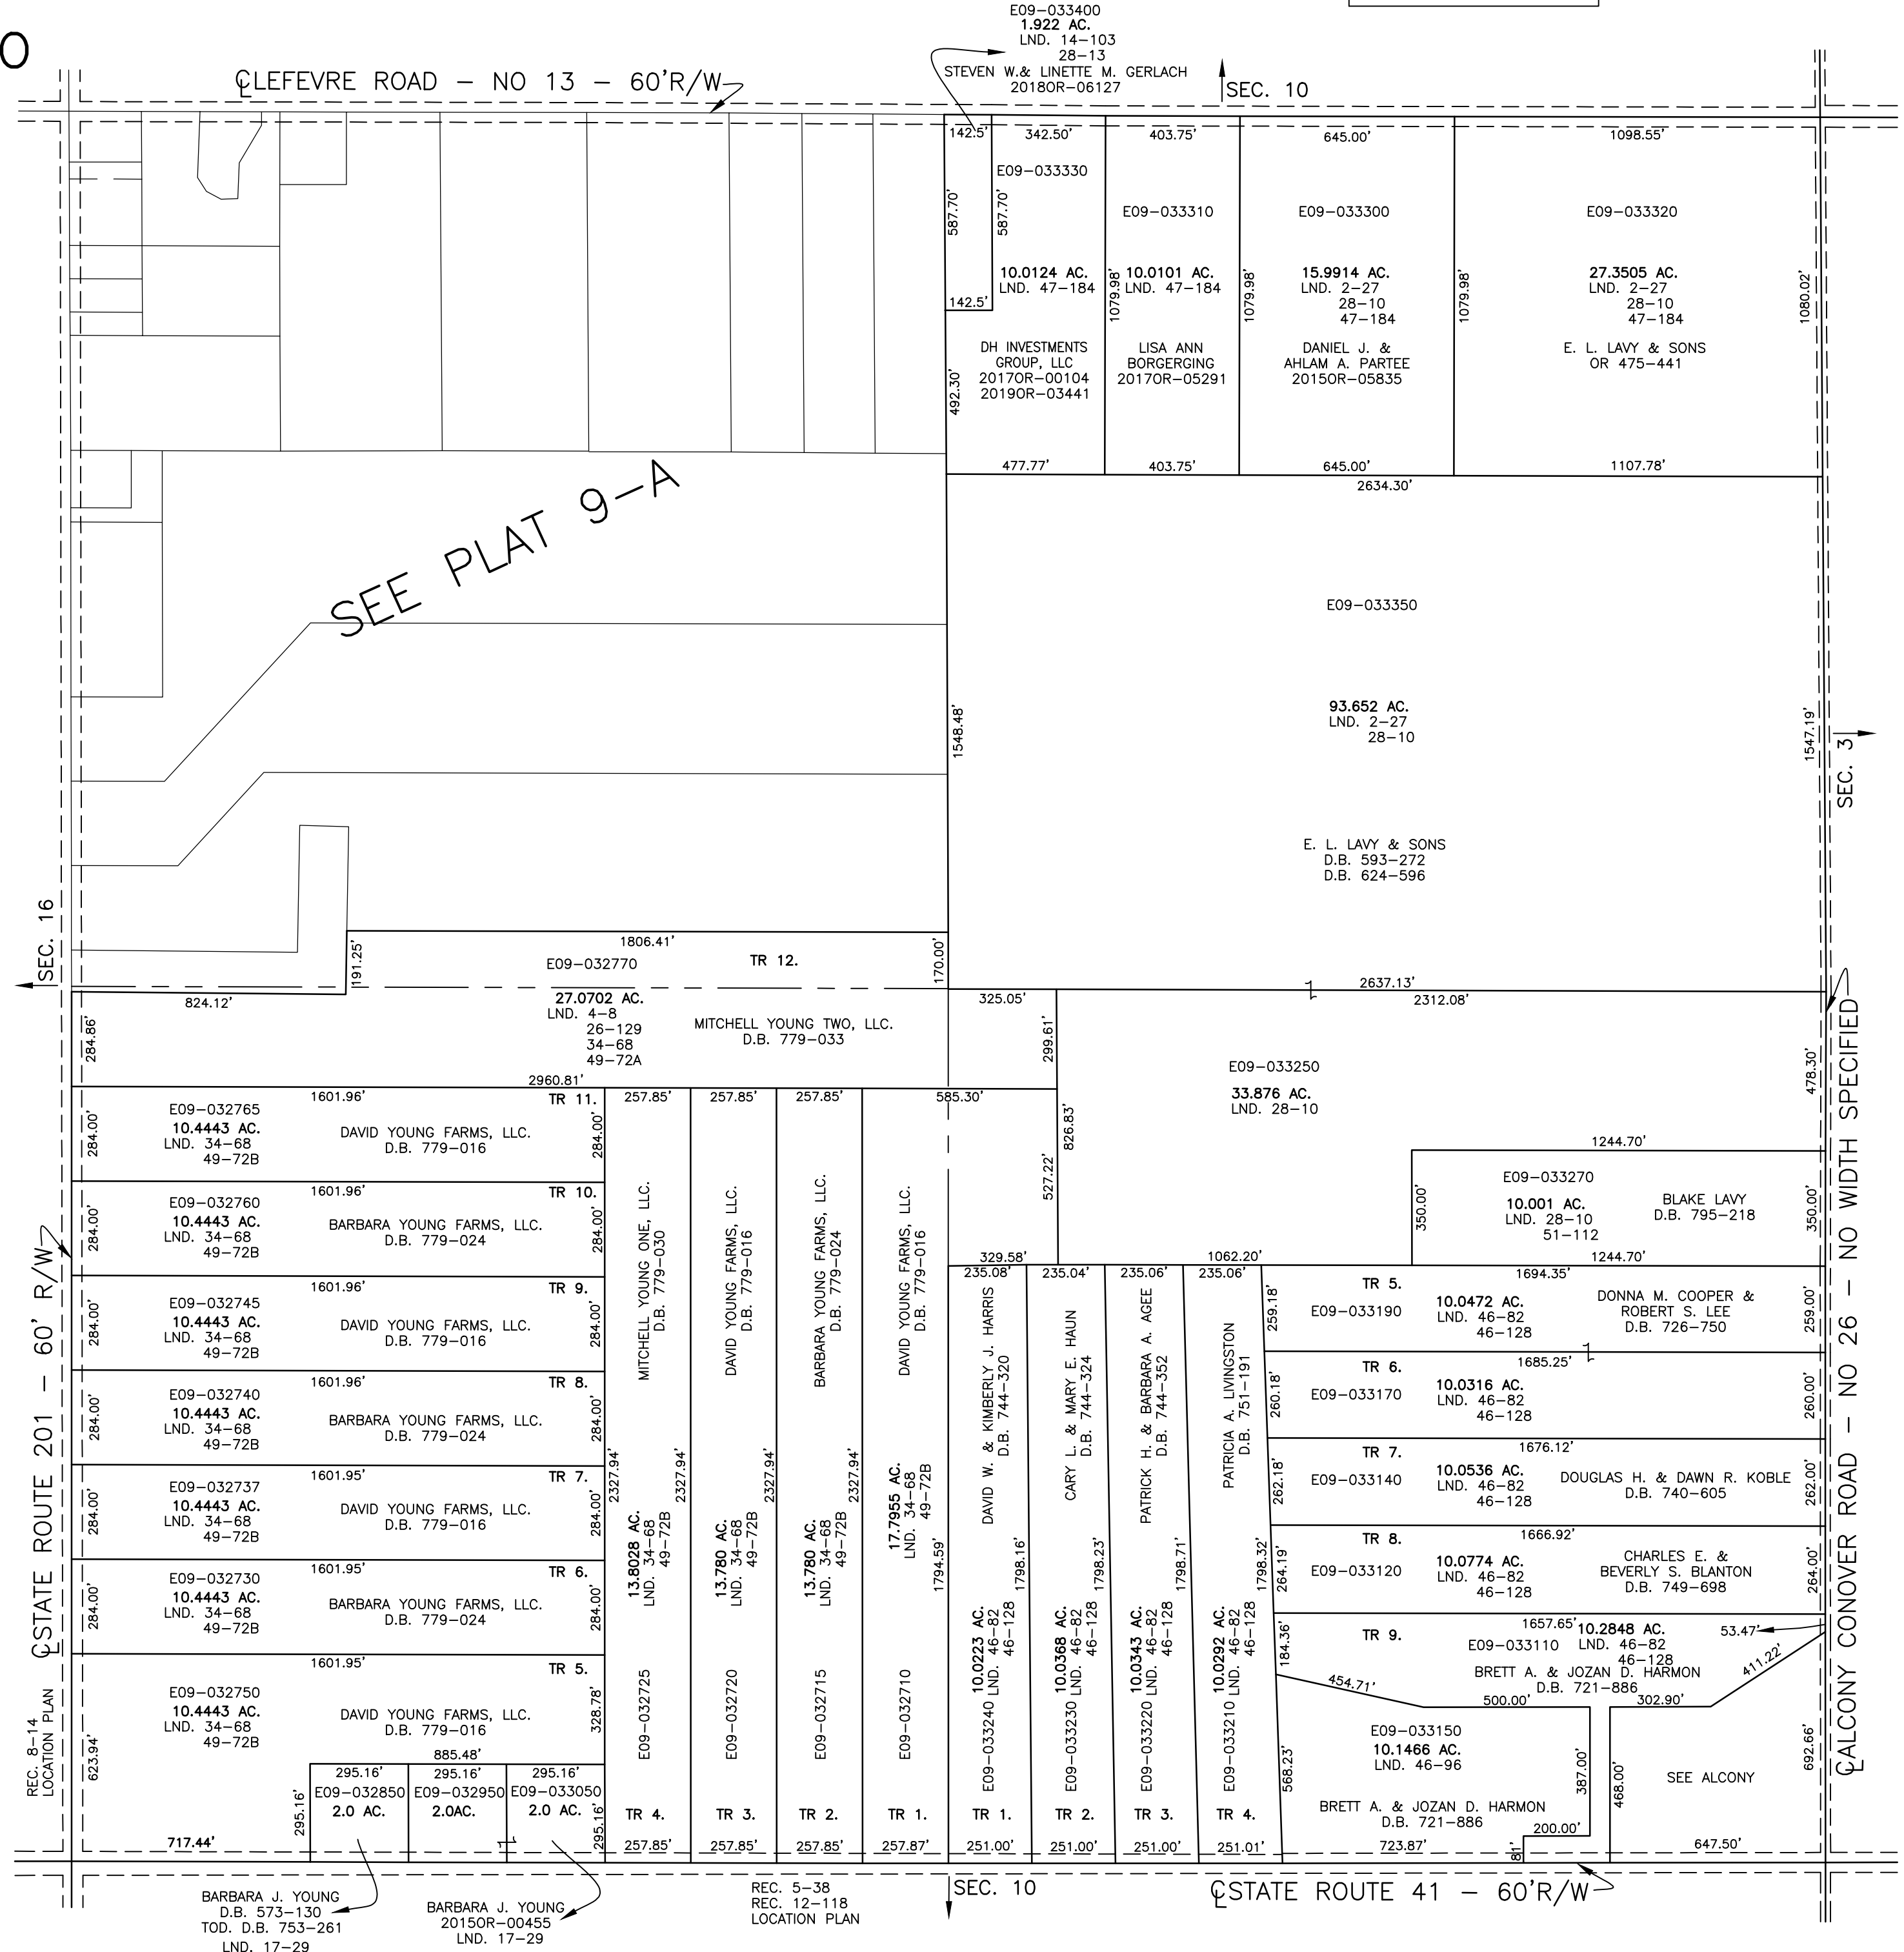 O
E09-033400
1.922 AC.
LND. 14-103
28-13
STEVEN W.& LINETTE M. GERLACH
2018OR-06127
℄LEFEVRE ROAD - NO 13 - 60'R/W
SEC. 10
142.5'
342.50'
403.75'
645.00'
1098.55'
587.70'
587.70'
142.5'
492.30'
E09-033330
10.0124 AC.
LND. 47-184
DH INVESTMENTS
GROUP, LLC
2017OR-00104
2019OR-03441
477.77'
1079.98'
E09-033310
10.0101 AC.
LND. 47-184
LISA ANN
BORGERGING
2017OR-05291
403.75'
1079.98'
E09-033300
15.9914 AC.
LND. 2-27
28-10
47-184
DANIEL J. &
AHLAM A. PARTEE
2015OR-05835
645.00'
1079.98'
E09-033320
27.3505 AC.
LND. 2-27
28-10
47-184
E. L. LAVY & SONS
OR 475-441
1107.78'
1080.02'
2634.30'
SEE PLAT 9-A
E09-033350
93.652 AC.
LND. 2-27
28-10
1548.48'
1547.19'
SEC. 3
E. L. LAVY & SONS
D.B. 593-272
D.B. 624-596
2637.13'
SEC. 16
1806.41'
191.25'
E09-032770
TR 12.
170.00'
824.12'
284.86'
27.0702 AC.
LND. 4-8
26-129
34-68
49-72A
MITCHELL YOUNG TWO, LLC.
D.B. 779-033
325.05'
299.61'
2960.81'
2312.08'
E09-033250
33.876 AC.
LND. 28-10
478.30'
826.83'
1244.70'
E09-033270
10.001 AC.
LND. 28-10
51-112
BLAKE LAVY
D.B. 795-218
350.00'
350.00'
1244.70'
1062.20'
1601.96'
TR 11.
E09-032765
10.4443 AC.
LND. 34-68
49-72B
DAVID YOUNG FARMS, LLC.
D.B. 779-016
284.00'
284.00'
1601.96'
TR 10.
E09-032760
10.4443 AC.
LND. 34-68
49-72B
BARBARA YOUNG FARMS, LLC.
D.B. 779-024
284.00'
284.00'
1601.96'
TR 9.
E09-032745
10.4443 AC.
LND. 34-68
49-72B
DAVID YOUNG FARMS, LLC.
D.B. 779-016
284.00'
284.00'
1601.96'
TR 8.
E09-032740
10.4443 AC.
LND. 34-68
49-72B
BARBARA YOUNG FARMS, LLC.
D.B. 779-024
284.00'
284.00'
1601.95'
TR 7.
E09-032737
10.4443 AC.
LND. 34-68
49-72B
DAVID YOUNG FARMS, LLC.
D.B. 779-016
284.00'
284.00'
1601.95'
TR 6.
E09-032730
10.4443 AC.
LND. 34-68
49-72B
BARBARA YOUNG FARMS, LLC.
D.B. 779-024
284.00'
284.00'
1601.95'
TR 5.
E09-032750
10.4443 AC.
LND. 34-68
49-72B
DAVID YOUNG FARMS, LLC.
D.B. 779-016
328.78'
623.94'
885.48'
717.44'
295.16'
295.16'
E09-032850
2.0 AC.
295.16'
E09-032950
2.0AC.
295.16'
E09-033050
2.0 AC.
295.16'
257.85'
2327.94'
MITCHELL YOUNG ONE, LLC.
D.B. 779-030
13.8028 AC.
LND. 34-68
49-72B
E09-032725
TR 4.
257.85'
257.85'
2327.94'
DAVID YOUNG FARMS, LLC.
D.B. 779-016
13.780 AC.
LND. 34-68
49-72B
E09-032720
TR 3.
257.85'
257.85'
2327.94'
BARBARA YOUNG FARMS, LLC.
D.B. 779-024
13.780 AC.
LND. 34-68
49-72B
E09-032715
TR 2.
257.85'
585.30'
527.22'
329.58'
2327.94'
DAVID YOUNG FARMS, LLC.
D.B. 779-016
17.7955 AC.
LND. 34-68
49-72B
1794.59'
E09-032710
TR 1.
257.87'
235.08'
DAVID W. & KIMBERLY J. HARRIS
D.B. 744-320
1798.16'
10.0223 AC.
E09-033240 LND. 46-82
46-128
TR 1.
251.00'
235.04'
CARY L. & MARY E. HAUN
D.B. 744-324
1798.23'
10.0368 AC.
E09-033230 LND. 46-82
46-128
TR 2.
251.00'
235.06'
PATRICK H. & BARBARA A. AGEE
D.B. 744-352
1798.71'
10.0343 AC.
E09-033220 LND. 46-82
46-128
TR 3.
251.00'
235.06'
PATRICIA A. LIVINGSTON
D.B. 751-191
1798.32'
10.0292 AC.
E09-033210 LND. 46-82
46-128
TR 4.
251.01'
TR 5.
1694.35'
E09-033190
10.0472 AC.
LND. 46-82
46-128
DONNA M. COOPER &
ROBERT S. LEE
D.B. 726-750
259.18'
259.00'
TR 6.
1685.25'
E09-033170
10.0316 AC.
LND. 46-82
46-128
260.18'
260.00'
TR 7.
1676.12'
E09-033140
10.0536 AC.
LND. 46-82
46-128
DOUGLAS H. & DAWN R. KOBLE
D.B. 740-605
262.18'
262.00'
TR 8.
1666.92'
E09-033120
10.0774 AC.
LND. 46-82
46-128
CHARLES E. &
BEVERLY S. BLANTON
D.B. 749-698
264.19'
264.00'
TR 9.
1657.65'
E09-033110
10.2848 AC.
LND. 46-82
46-128
BRETT A. & JOZAN D. HARMON
D.B. 721-886
53.47'
411.22'
184.36'
454.71'
500.00'
302.90'
E09-033150
10.1466 AC.
LND. 46-96
BRETT A. & JOZAN D. HARMON
D.B. 721-886
568.23'
387.00'
200.00'
81'
723.87'
468.00'
SEE ALCONY
692.66'
647.50'
℄STATE ROUTE 201 - 60' R/W
REC. 8-14
LOCATION PLAN
℄ALCONY CONOVER ROAD - NO 26 - NO WIDTH SPECIFIED
BARBARA J. YOUNG
D.B. 573-130
TOD. D.B. 753-261
LND. 17-29
BARBARA J. YOUNG
2015OR-00455
LND. 17-29
REC. 5-38
REC. 12-118
LOCATION PLAN
SEC. 10
℄STATE ROUTE 41 - 60'R/W